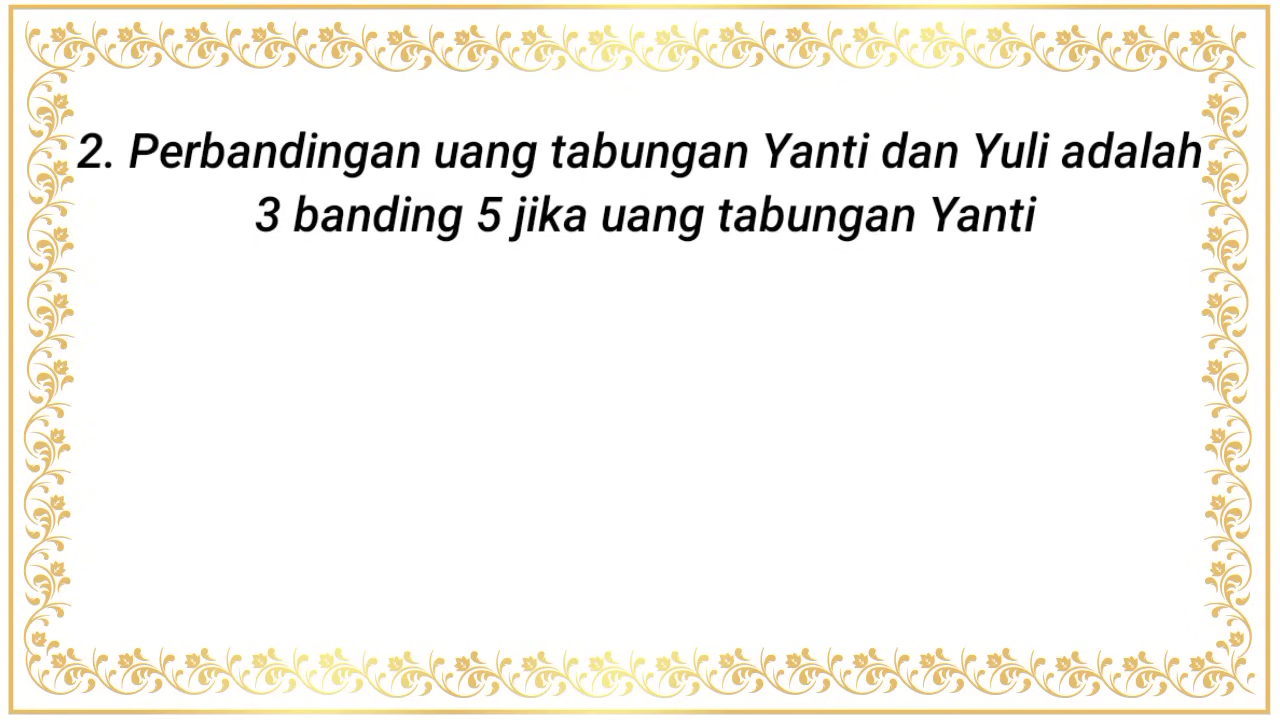 2. Perbandingan uang tabungan Yanti dan Yuli adalah
3 banding 5 jika uang tabungan Yanti